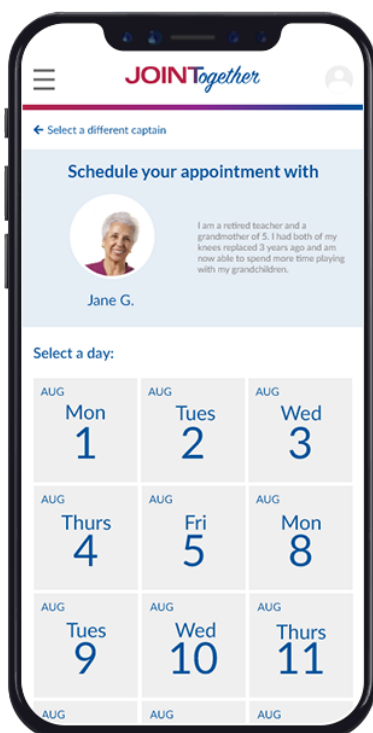 JOINTogether
← Select a different captain
Schedule your appointment with
I am a retired teacher and a
grandmother of 5. I had both of my
knees replaced 3 years ago and am
now able to spend more time playing
with my grandchildren.
Jane G.
Select a day:
AUG AUG AUG
Mon Tues Wed
1 2 3
AUG AUG AUG
Thurs Fri Mon
4 5 8
AUG AUG AUG
Tues Wed Thurs
9 10 11
AUG AUG AUG